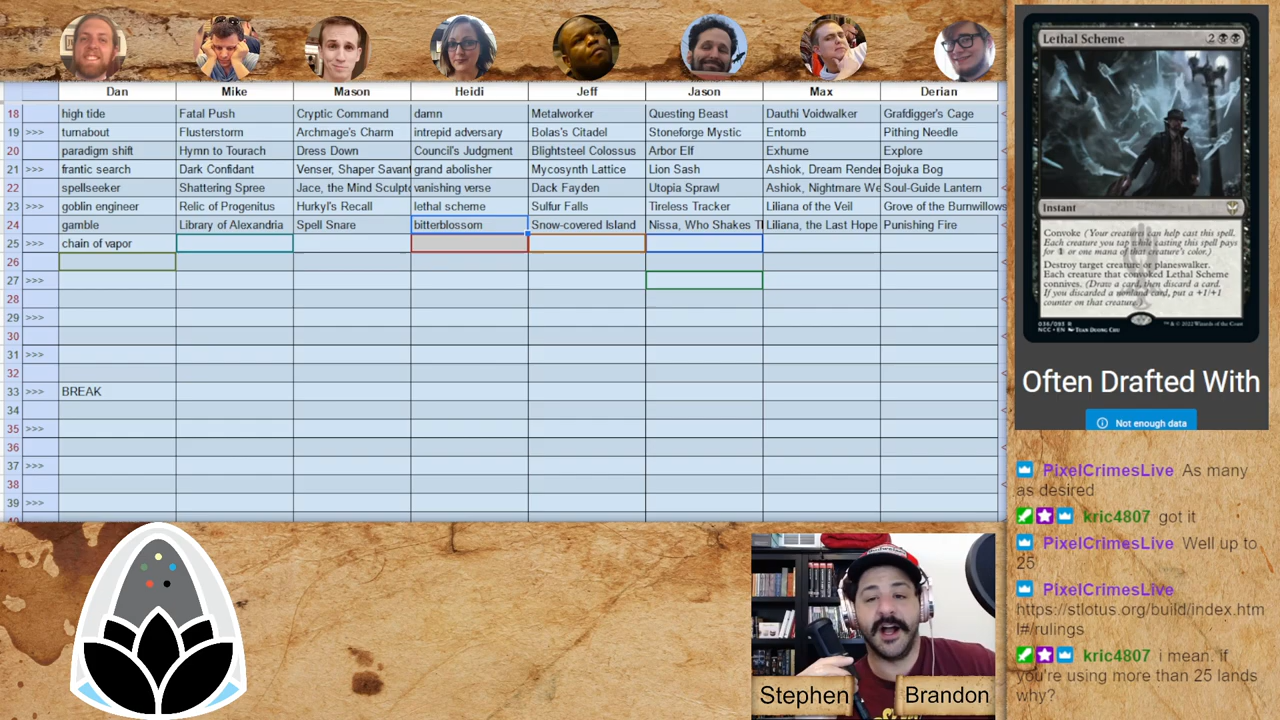 Dan Mike Mason Heidi Jeff Jason Max Derian
18 high tide Fatal Push Cryptic Command damn Metalworker Questing Beast Dauthi Voidwalker Grafdigger's Cage <
19 >>> turnabout Flusterstorm Archmage's Charm intrepid adversary Bolas's Citadel Stoneforge Mystic Entomb Pithing Needle
20 paradigm shift Hymn to Tourach Dress Down Council's Judgment Blightsteel Colossus Arbor Elf Exhume Explore <
21 >>> frantic search Dark Confidant Venser, Shaper Savant grand abolisher Mycosynth Lattice Lion Sash Ashiok, Dream Render Bojuka Bog
22 spellseeker Shattering Spree Jace, the Mind Sculpto vanishing verse Dack Fayden Utopia Sprawl Ashiok, Nightmare We Soul-Guide Lantern <
23 >>> goblin engineer Relic of Progenitus Hurkyl's Recall lethal scheme Sulfur Falls Tireless Tracker Liliana of the Veil Grove of the Burnwillows
24 gamble Library of Alexandria Spell Snare bitterblossom Snow-covered Island Nissa, Who Shakes T Liliana, the Last Hope Punishing Fire <
25 >>> chain of vapor
26 <
27 >>>
28 <
29 >>>
30 <
31 >>>
32 <
33 >>> BREAK
34 <
35 >>>
36 <
37 >>>
38 <
39 >>>
Lethal Scheme 2
Instant
Convoke (Your creatures can help cast this spell.
Each creature you tap while casting this spell pays
for 1 or one mana of that creature's color.)
Destroy target creature or planeswalker.
Each creature that convoked Lethal Scheme
connives. (Draw a card, then discard a card.
If you discarded a nonland card, put a +1/+1
counter on that creature.)
Often Drafted With
Not enough data
PixelCrimesLive As many
as desired
kric4807 got it
PixelCrimesLive Well up to
25
PixelCrimesLive
https://stlotus.org/build/index.htm
l#/rulings
kric4807 i mean. if
you're using more than 25 lands
why?
Stephen Brandon